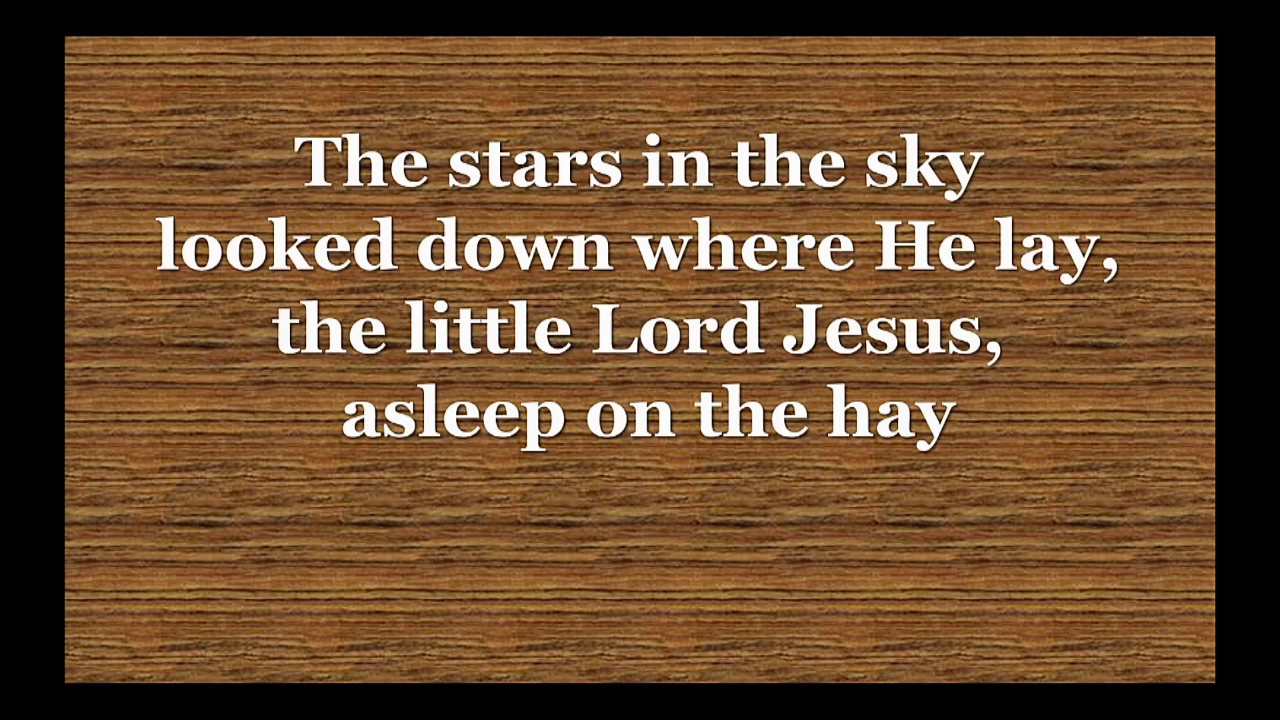 The stars in the sky
looked down where He lay,
the little Lord Jesus,
asleep on the hay